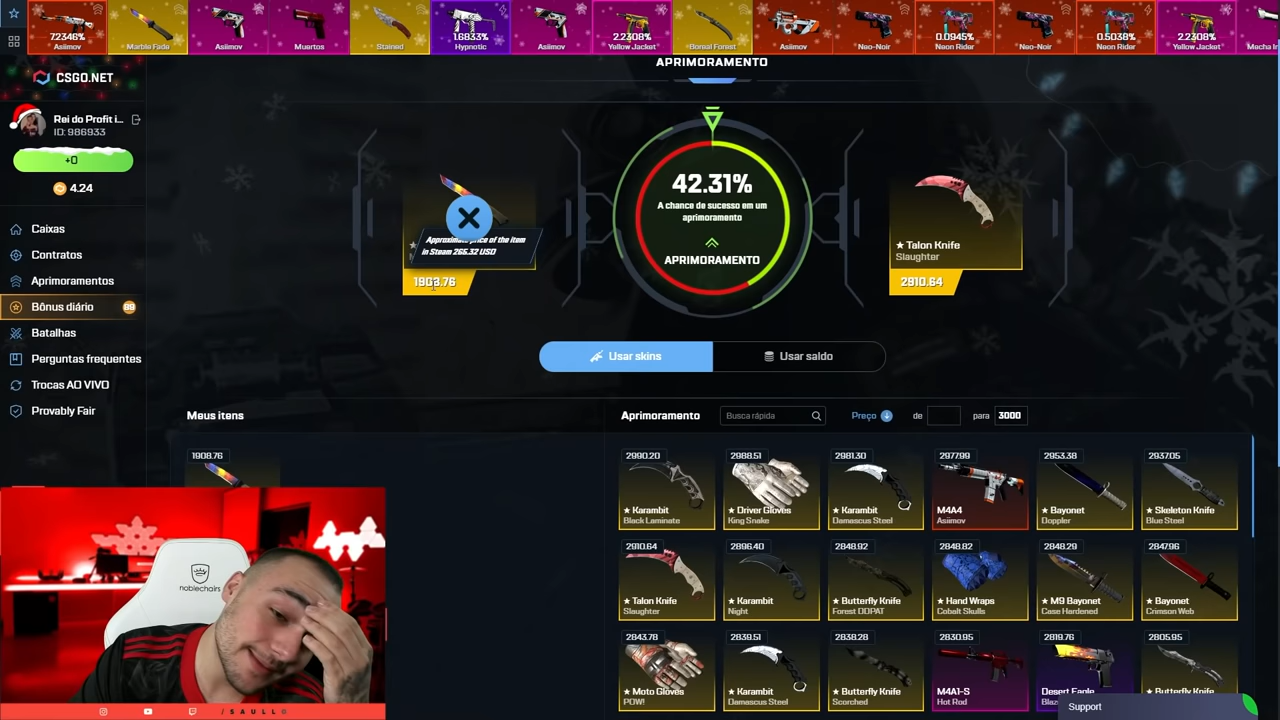 7.2346%
Asiimov
Marble Fade
Asiimov
Muertos
Stained
1.6933%
Hypnotic
Asiimov
2.2308%
Yellow Jacket
Boreal Forest
Asiimov
Neo-Noir
0.0945%
Neon Rider
Neo-Noir
0.5038%
Neon Rider
2.2308%
Yellow Jacket
CSGO.NET
APRIMORAMENTO
Rei do Profit i...
ID: 986933
+0
4.24
Caixas
Contratos
Aprimoramentos
Bônus diário
Batalhas
Perguntas frequentes
Trocas AO VIVO
Provably Fair
Approximate price of the item
in Steam 265.32 USD
42.31%
A chance de sucesso em um
aprimoramento
APRIMORAMENTO
★ Talon Knife
Slaughter
2910.64
Usar skins
Usar saldo
Meus itens
Aprimoramento
Busca rápida
Preço
de
para
3000
1908.76
2990.20
★ Karambit
Black Laminate
2988.51
★ Driver Gloves
King Snake
2981.30
★ Karambit
Damascus Steel
2977.99
M4A4
Asiimov
2953.38
★ Bayonet
Doppler
2937.05
★ Skeleton Knife
Blue Steel
2910.64
★ Talon Knife
Slaughter
2896.40
★ Karambit
Night
2848.92
★ Butterfly Knife
Forest DDPAT
2848.82
★ Hand Wraps
Cobalt Skulls
2848.29
★ M9 Bayonet
Case Hardened
2847.96
★ Bayonet
Crimson Web
2843.78
★ Moto Gloves
POW!
2839.51
★ Karambit
Damascus Steel
2838.28
★ Butterfly Knife
Scorched
2830.95
M4A1-S
Hot Rod
2819.76
Desert Eagle
2805.95
★ Butterfly Knife
Support
noblechairs
/SAULLO